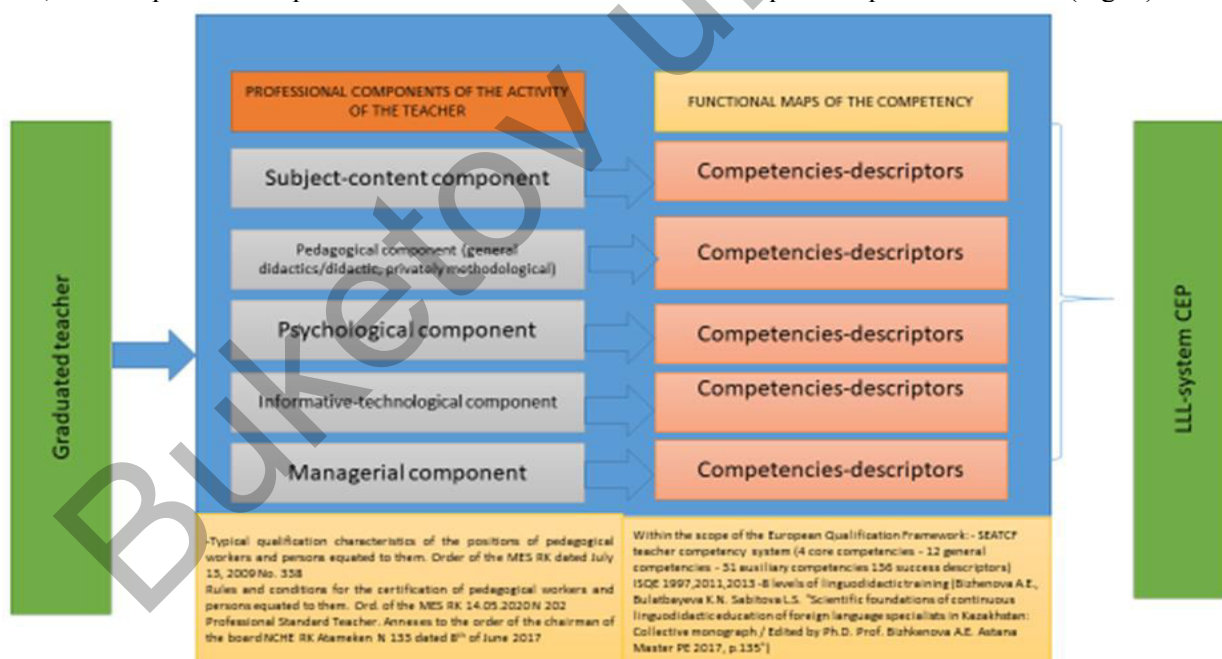 PROFESSIONAL COMPONENTS OF THE ACTIVITY
OF THE TEACHER
FUNCTIONAL MAPS OF THE COMPETENCY
Graduated teacher
Subject-content component
Competencies-descriptors
Pedagogical component (general
didactics/didactic, privately methodological)
Competencies-descriptors
Psychological component
Competencies-descriptors
Informative-technological component
Competencies-descriptors
Managerial component
Competencies-descriptors
LLL-system CEP
-Typical qualification characteristics of the positions of pedagogical
workers and persons equated to them. Order of the MES RK dated July
13, 2009 No. 338
Rules and conditions for the certification of pedagogical workers and
persons equated to them. Ord. of the MES RK 14.05.2020 N 202
Professional Standard Teacher. Annexes to the order of the chairman of
the board NCHE RK Atameken N 133 dated 8th of June 2017
Within the scope of the European Qualification Framework:- SEATCF
teacher competency system (4 core competencies - 12 general
competencies - 31 auxiliary competencies 136 success descriptors)
ISQE 1997,2011,2013 -8 levels of linguodidactic training (Bizhenova A.E.,
Bulatbayeva K.N. Sabitova L.S. "Scientific foundations of continuous
linguodidactic education of foreign language specialists in Kazakhstan:
Collective monograph / Edited by Ph.D. Prof. Bizhkenova A.E. Astana
Master PE 2017, p.135")
Buketov